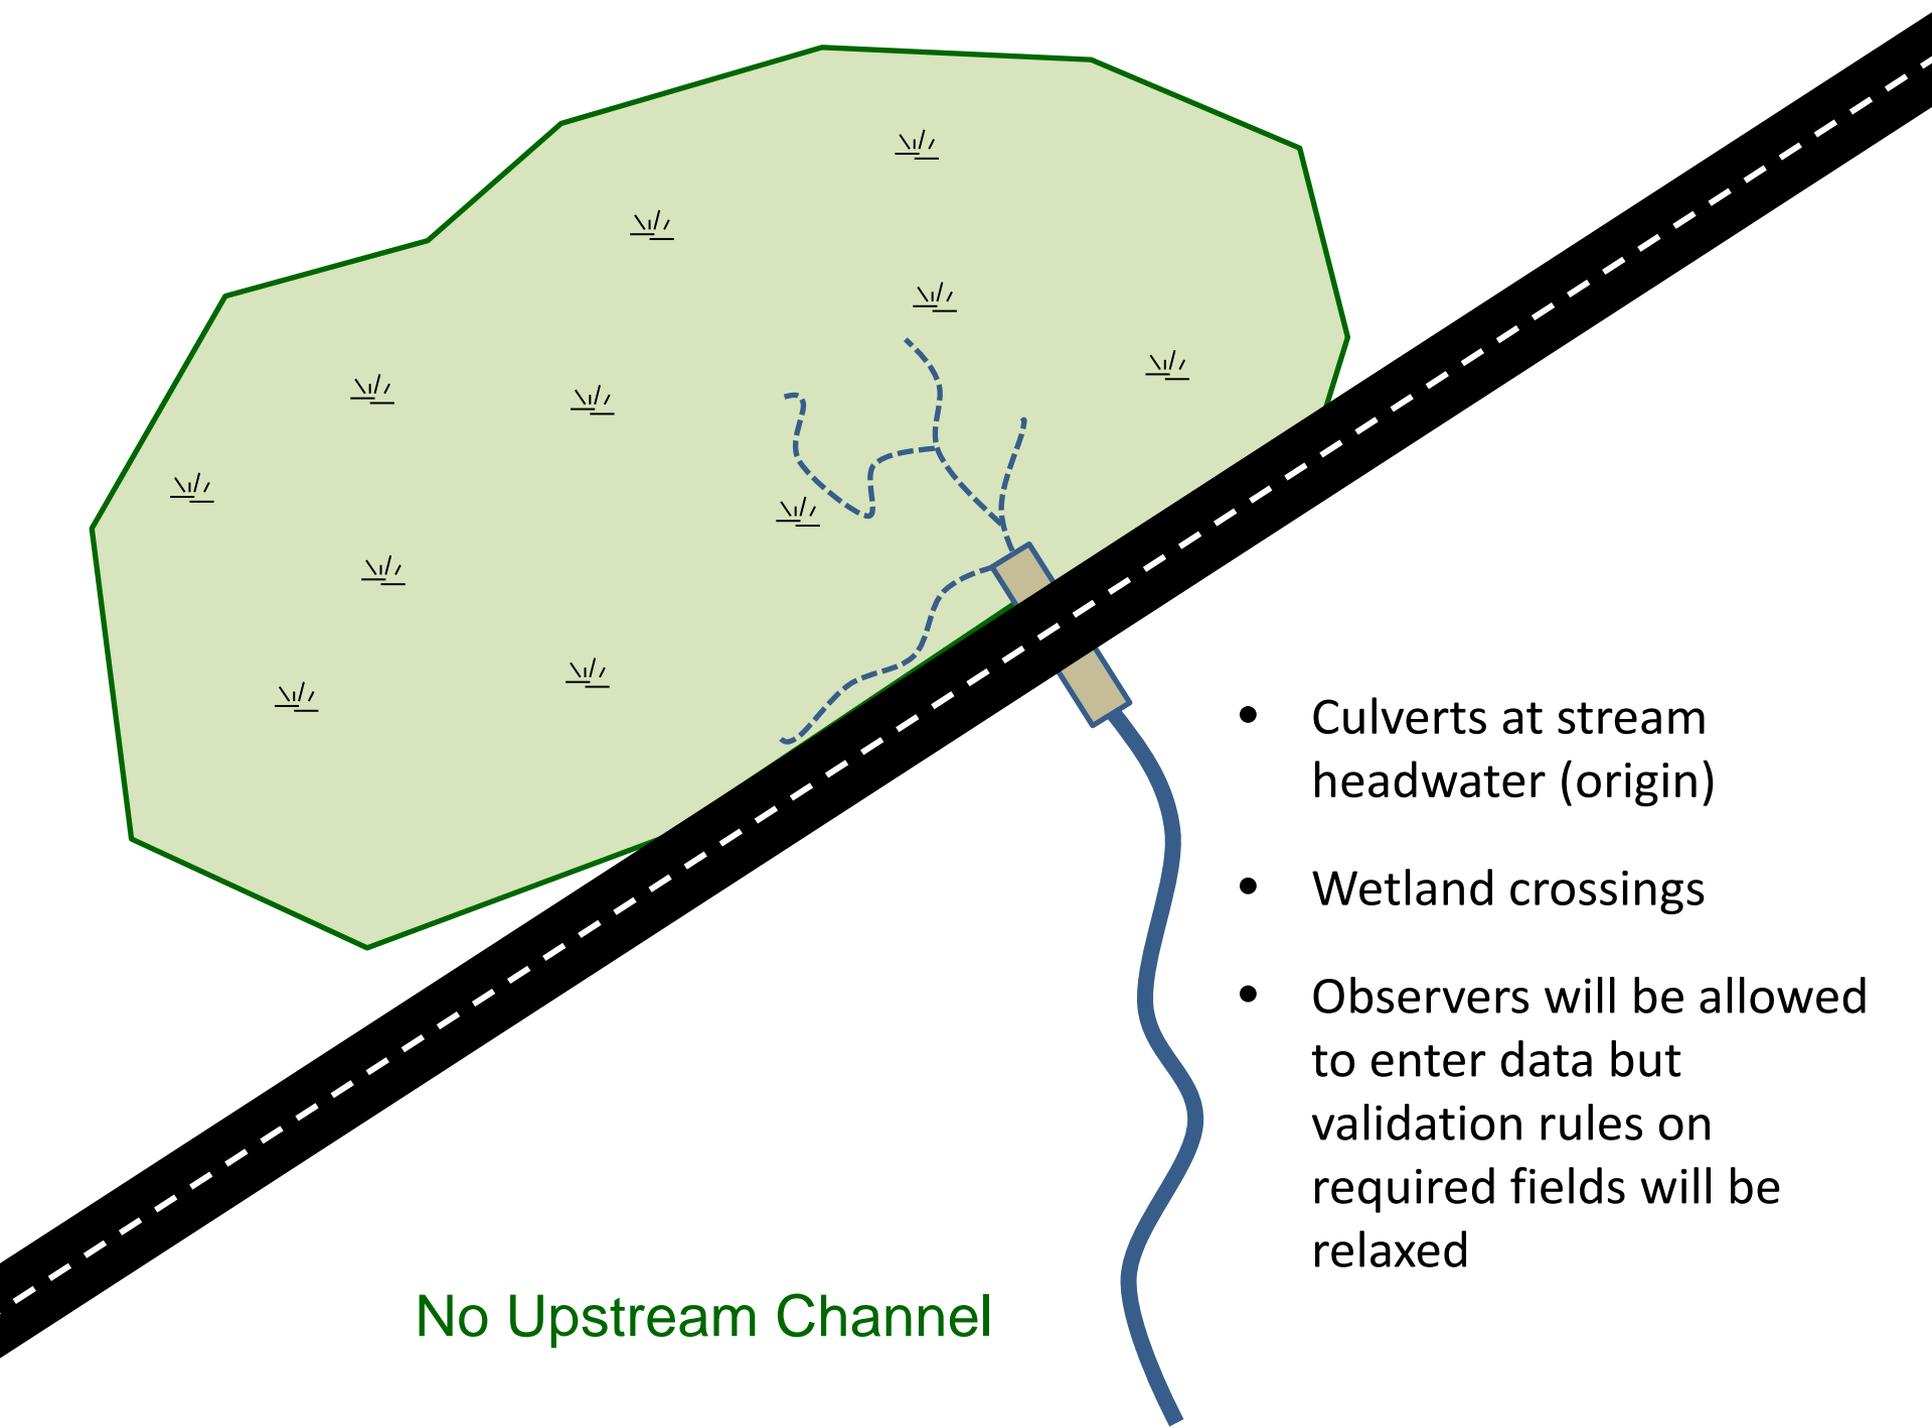 • Culverts at stream
headwater (origin)
• Wetland crossings
• Observers will be allowed
to enter data but
validation rules on
required fields will be
relaxed
No Upstream Channel